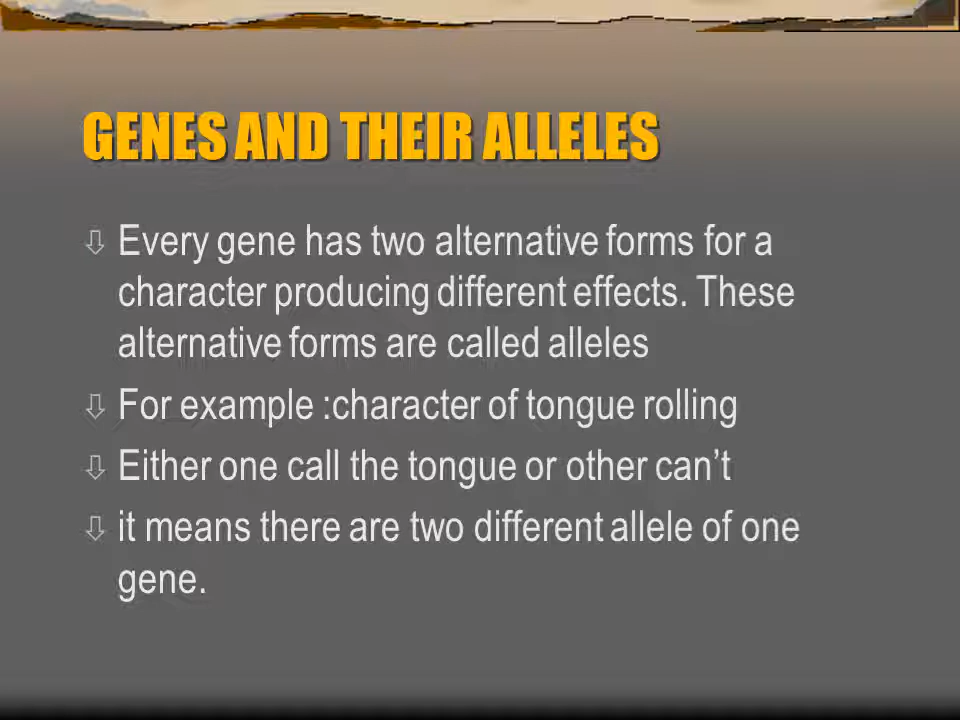 GENES AND THEIR ALLELES
Every gene has two alternative forms for a
character producing different effects. These
alternative forms are called alleles
For example :character of tongue rolling
Either one call the tongue or other can’t
it means there are two different allele of one
gene.